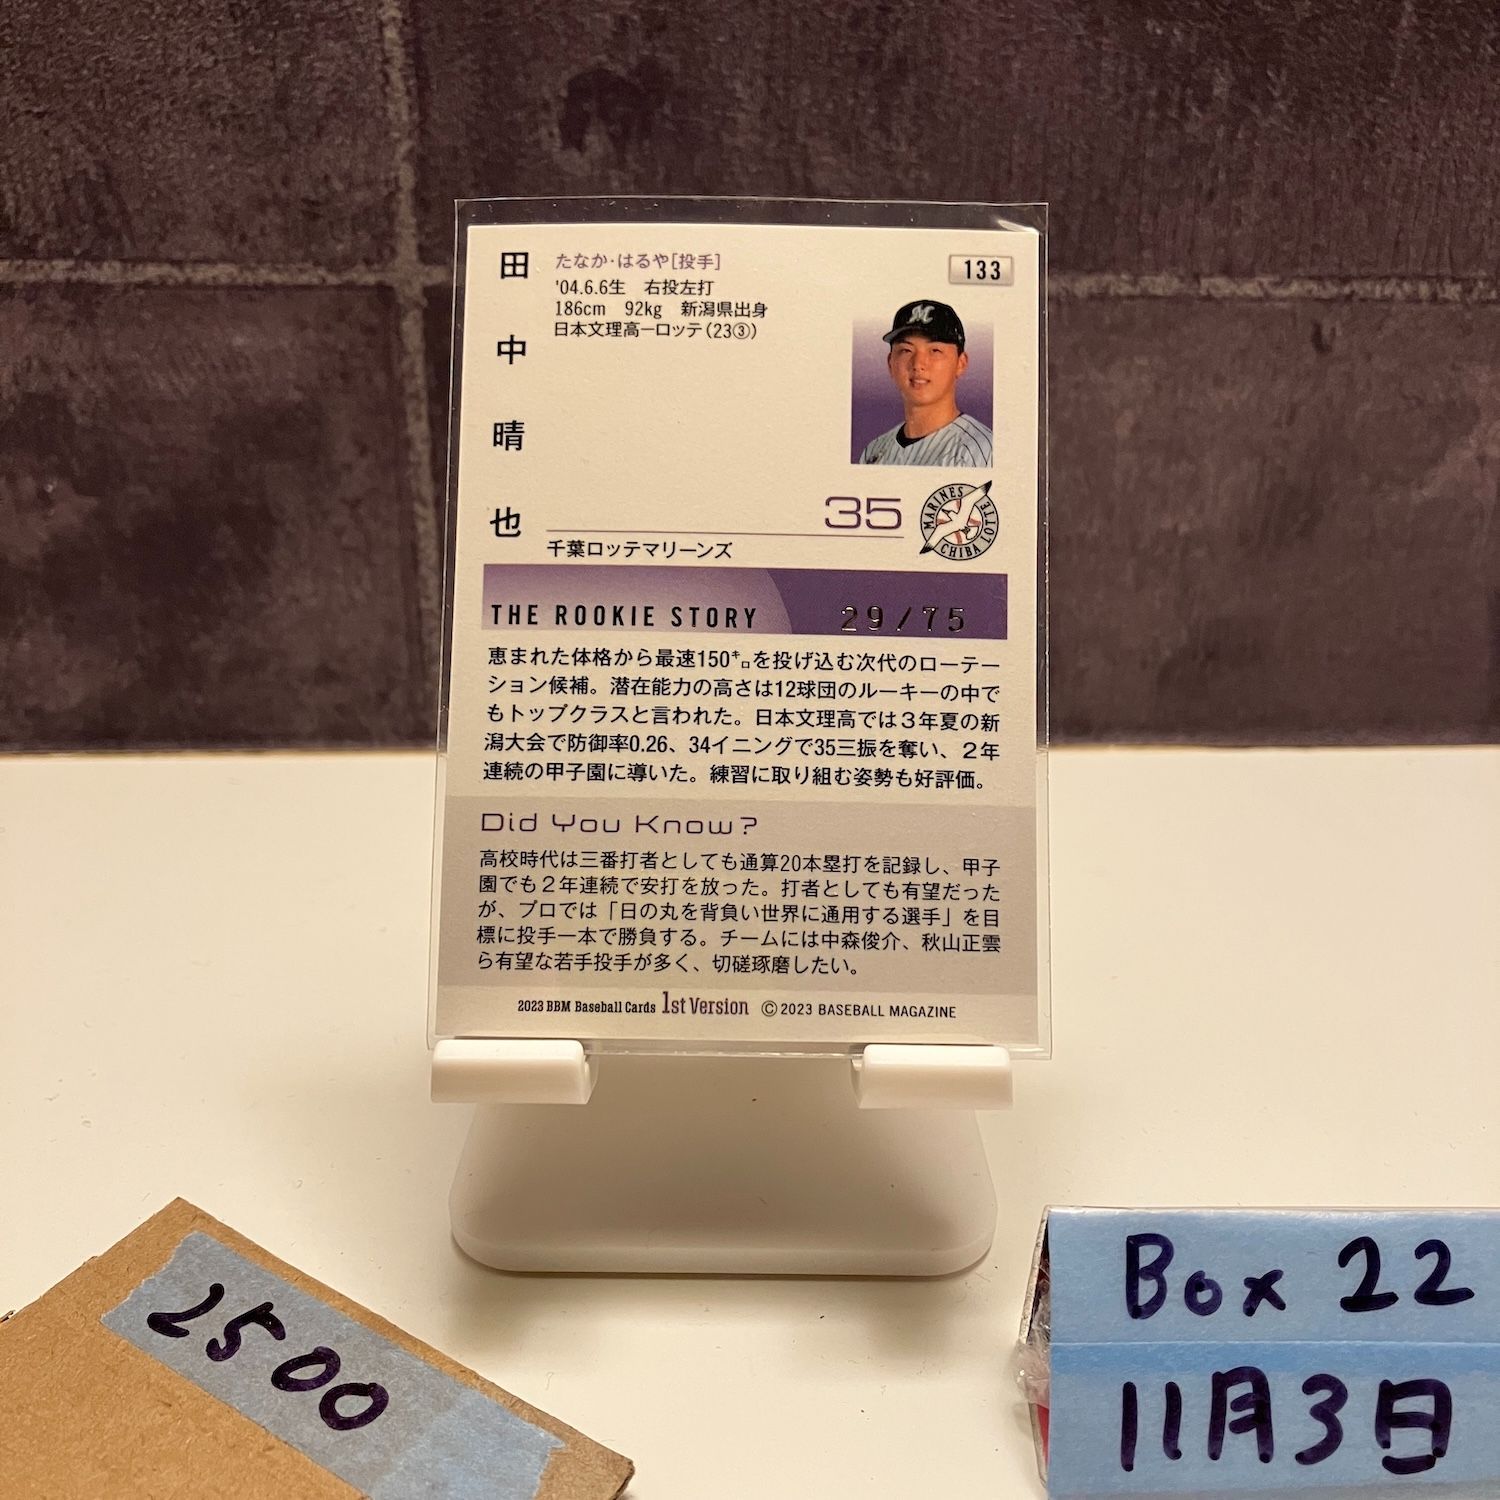 田中晴也
たなか・はるや[投手]
'04.6.6生 右投左打
186cm 92kg 新潟県出身
日本文理高ーロッテ(23③)
133
M
35
MARINES
LOTTE
CHIBA
千葉ロッテマリーンズ
THE ROOKIE STORY 29/75
恵まれた体格から最速150㌔を投げ込む次代のローテー
ション候補。潜在能力の高さは12球団のルーキーの中で
もトップクラスと言われた。日本文理高では3年夏の新
潟大会で防御率0.26、34イニングで35三振を奪い、2年
連続の甲子園に導いた。練習に取り組む姿勢も好評価。
Did You Know?
高校時代は三番打者としても通算20本塁打を記録し、甲子
園でも2年連続で安打を放った。打者としても有望だった
が、プロでは「日の丸を背負い世界に通用する選手」を目
標に投手一本で勝負する。チームには中森俊介、秋山正雲
ら有望な若手投手が多く、切磋琢磨したい。
2023 BBM Baseball Cards 1st Version ©2023 BASEBALL MAGAZINE
2500
Box 22
11月3日